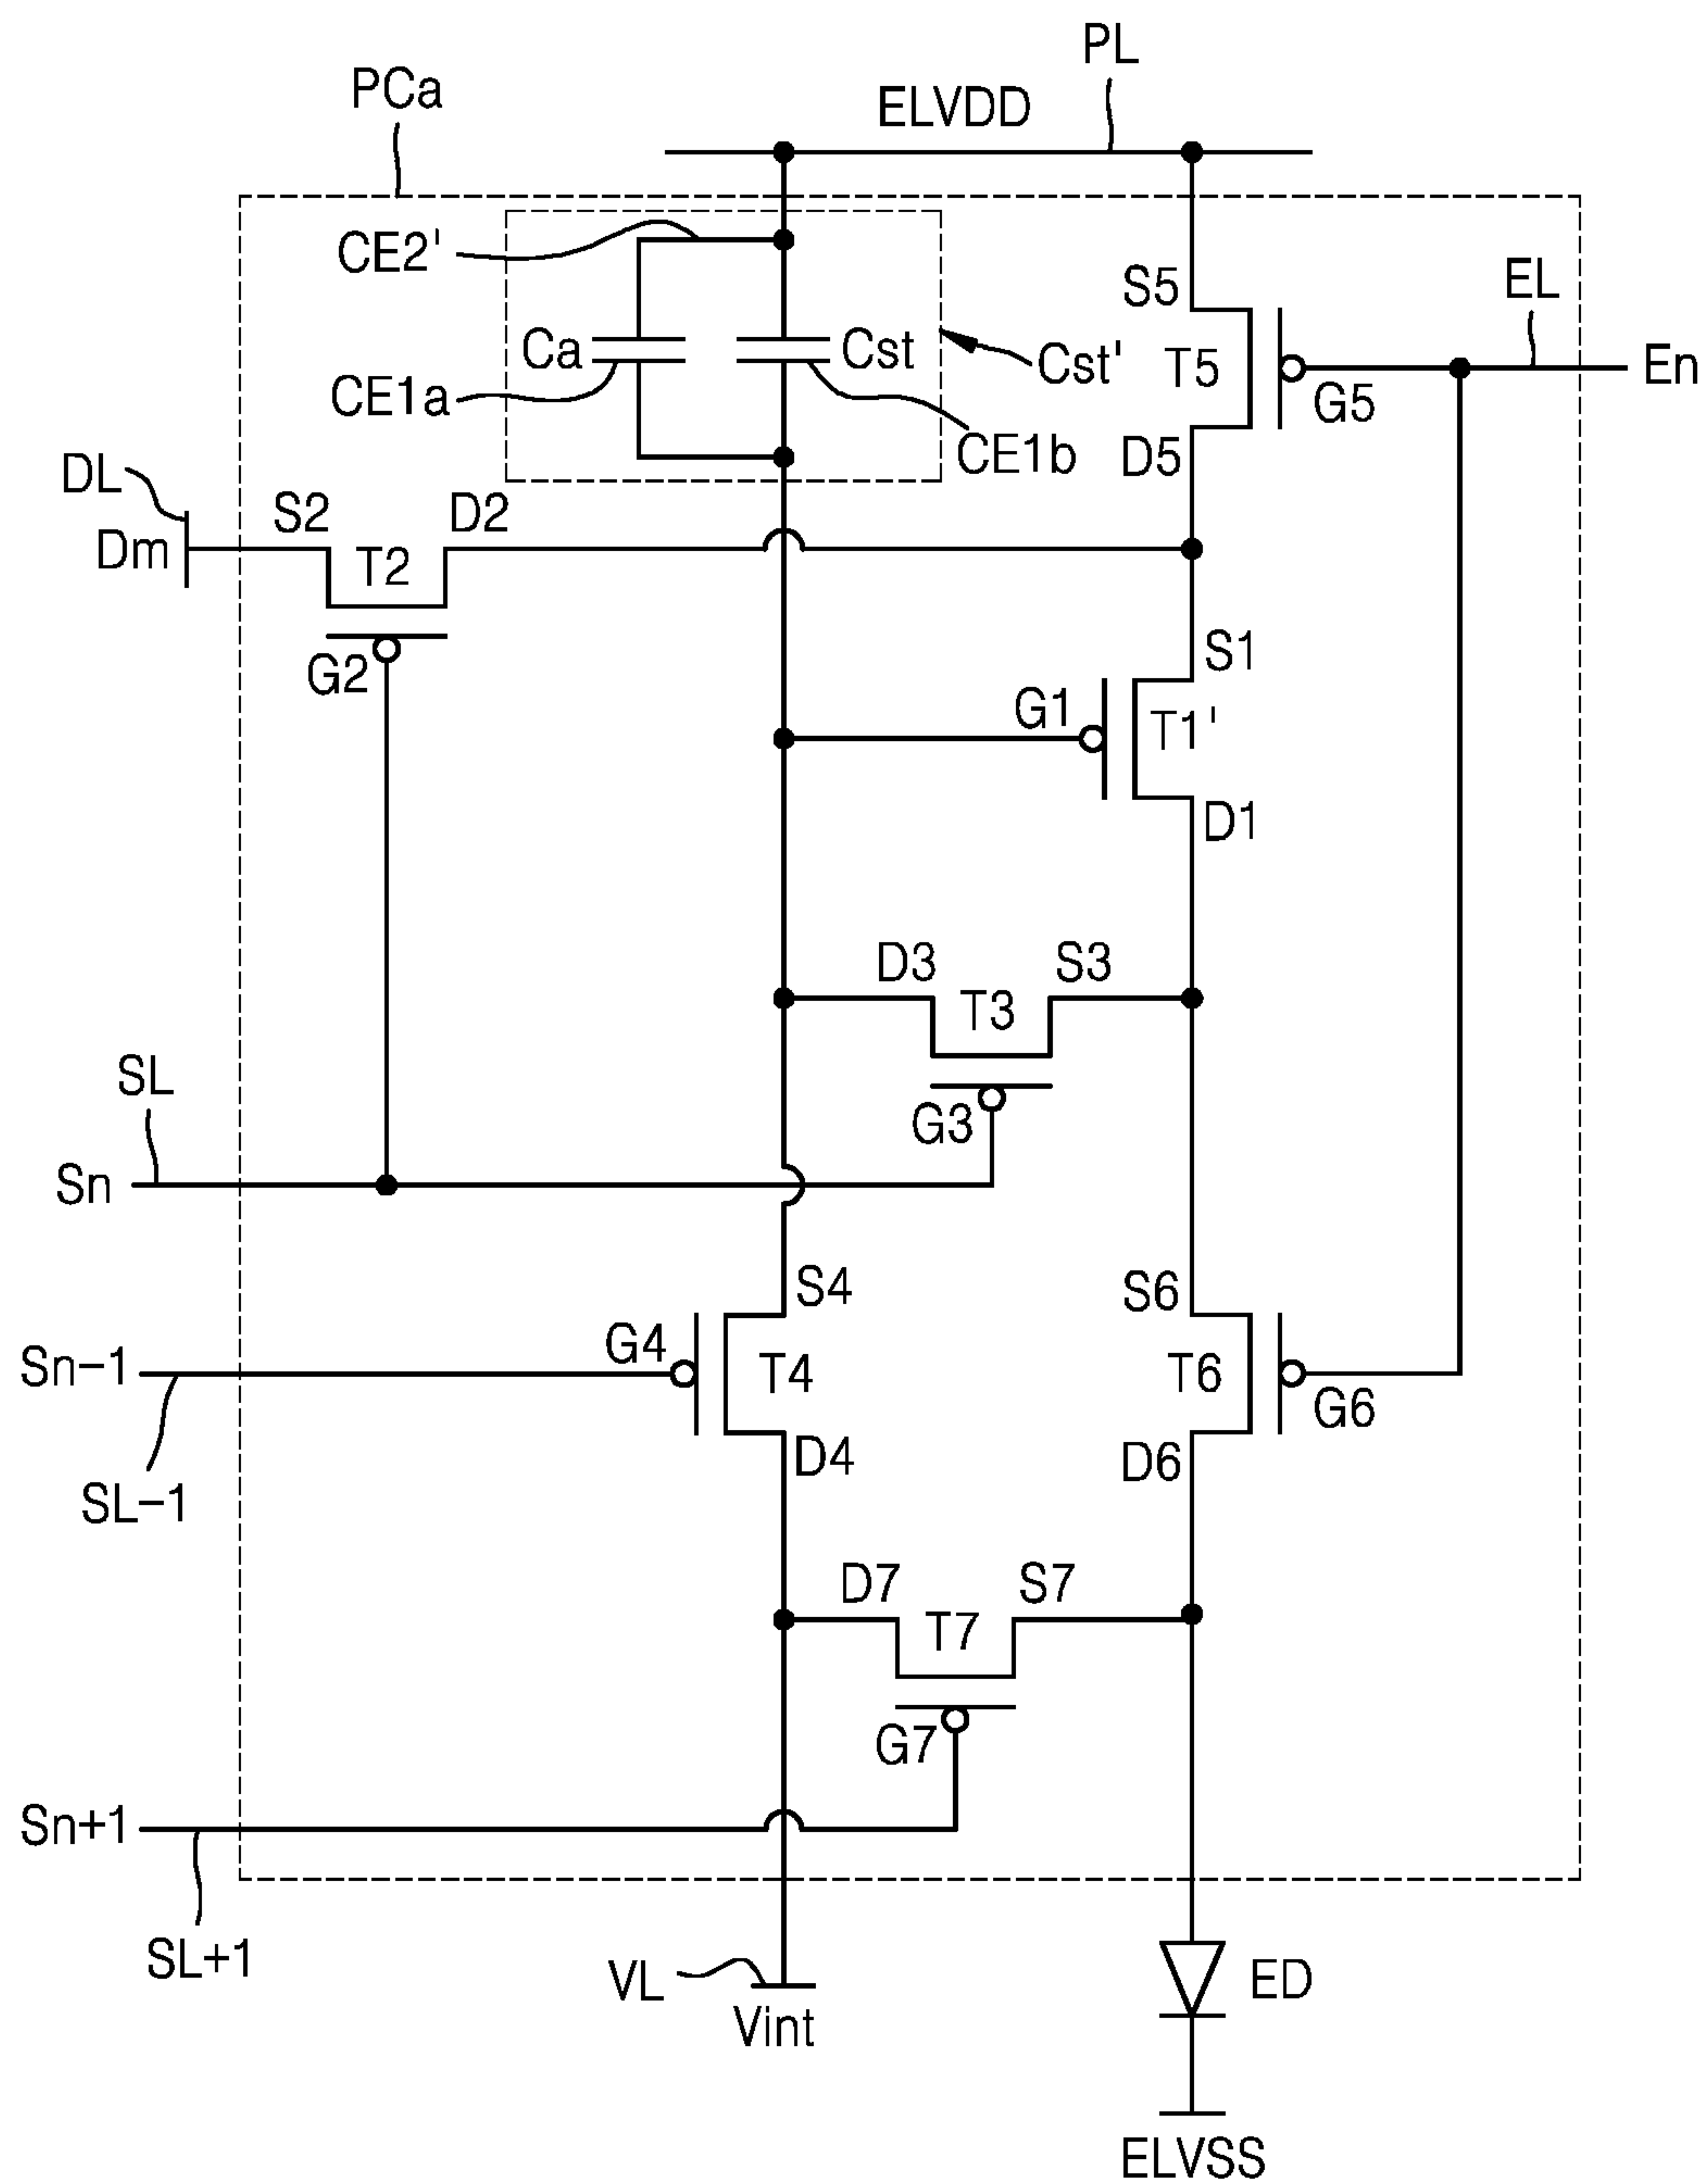 PL
PCa
ELVDD
CE2'
S5
EL
Ca
Cst
Cst'
T5
En
CE1a
G5
CE1b
D5
DL
S2
D2
Dm
T2
S1
G2
G1
T1'
D1
D3
S3
T3
SL
G3
Sn
S4
S6
G4
Sn-1
T4
T6
G6
D4
D6
SL-1
D7
S7
T7
G7
Sn+1
SL+1
VL
ED
Vint
ELVSS